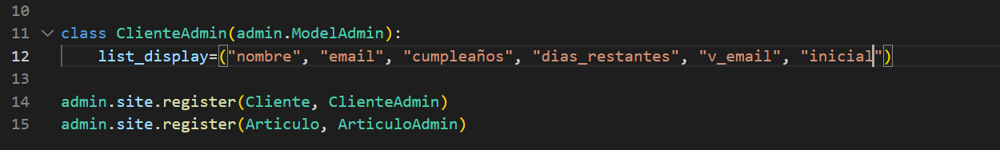 10
11 class ClienteAdmin(admin.ModelAdmin):
12 list_display=("nombre", "email", "cumpleaños", "dias_restantes", "v_email", "inicial")
13
14 admin.site.register(Cliente, ClienteAdmin)
15 admin.site.register(Articulo, ArticuloAdmin)